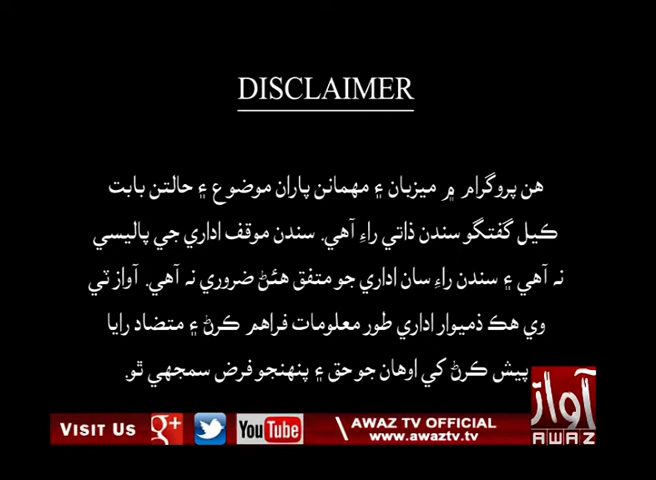 DISCLAIMER
هن پروگرام ۾ ميزبان ۽ مهمانن پاران موضوع ۽ حالتن بابت
ڪيل گفتگو سندن ذاتي راءِ آهي. سندن موقف اداري جي پاليسي
نه آهي ۽ سندن راءِ سان اداري جو متفق هئڻ ضروري نه آهي. آواز ٽي
وي هڪ ذميوار اداري طور معلومات فراهم ڪرڻ ۽ متضاد رايا
پيش ڪرڻ کي اوهان جو حق ۽ پنهنجو فرض سمجهي ٿو.
آواز
AWAZ
VISIT US g+ You Tube \ AWAZ TV OFFICIAL
www.awaztv.tv